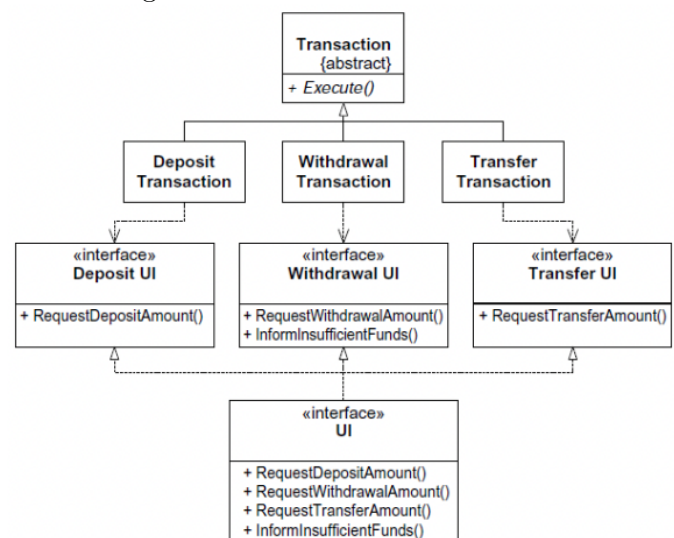 Transaction
{abstract}
+ Execute()
Deposit
Transaction
Withdrawal
Transaction
Transfer
Transaction
«interface»
Deposit UI
+ RequestDepositAmount()
«interface»
Withdrawal UI
+ RequestWithdrawalAmount()
+ InformInsufficientFunds()
«interface»
Transfer UI
+ RequestTransferAmount()
«interface»
UI
+ RequestDepositAmount()
+ RequestWithdrawalAmount()
+ RequestTransferAmount()
+ InformInsufficientFunds()